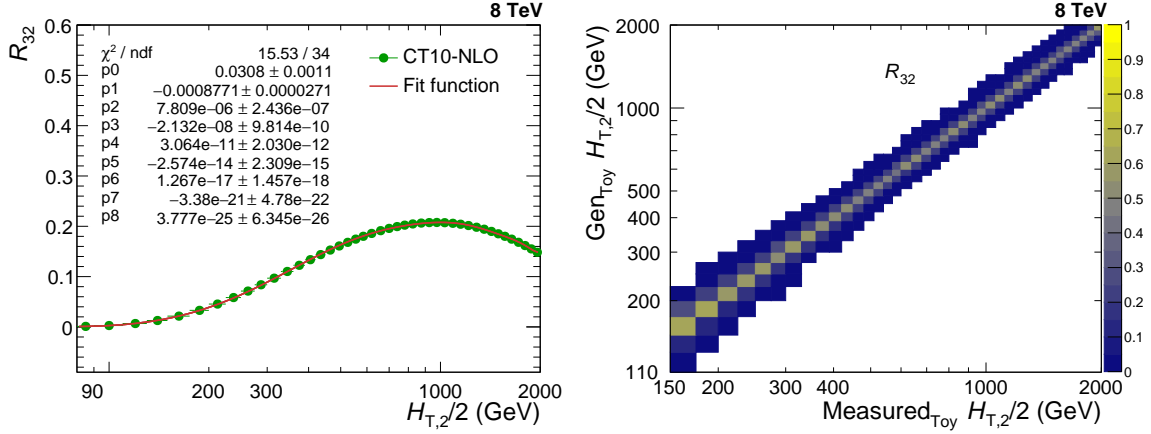 8 TeV
R32
0.6
0.5
0.4
0.3
0.2
0.1
0
χ² / ndf 15.53 / 34
p0 0.0308 ± 0.0011
p1 −0.0008771 ± 0.0000271
p2 7.809e−06 ± 2.436e−07
p3 −2.132e−08 ± 9.814e−10
p4 3.064e−11 ± 2.030e−12
p5 −2.574e−14 ± 2.309e−15
p6 1.267e−17 ± 1.457e−18
p7 −3.38e−21 ± 4.78e−22
p8 3.777e−25 ± 6.345e−26
CT10-NLO
Fit function
90 200 300 1000 2000
HT,2/2 (GeV)
8 TeV
GenToy HT,2/2 (GeV)
2000
1000
500
400
300
200
110
R32
150 200 300 400 1000 2000
MeasuredToy HT,2/2 (GeV)
1
0.9
0.8
0.7
0.6
0.5
0.4
0.3
0.2
0.1
0